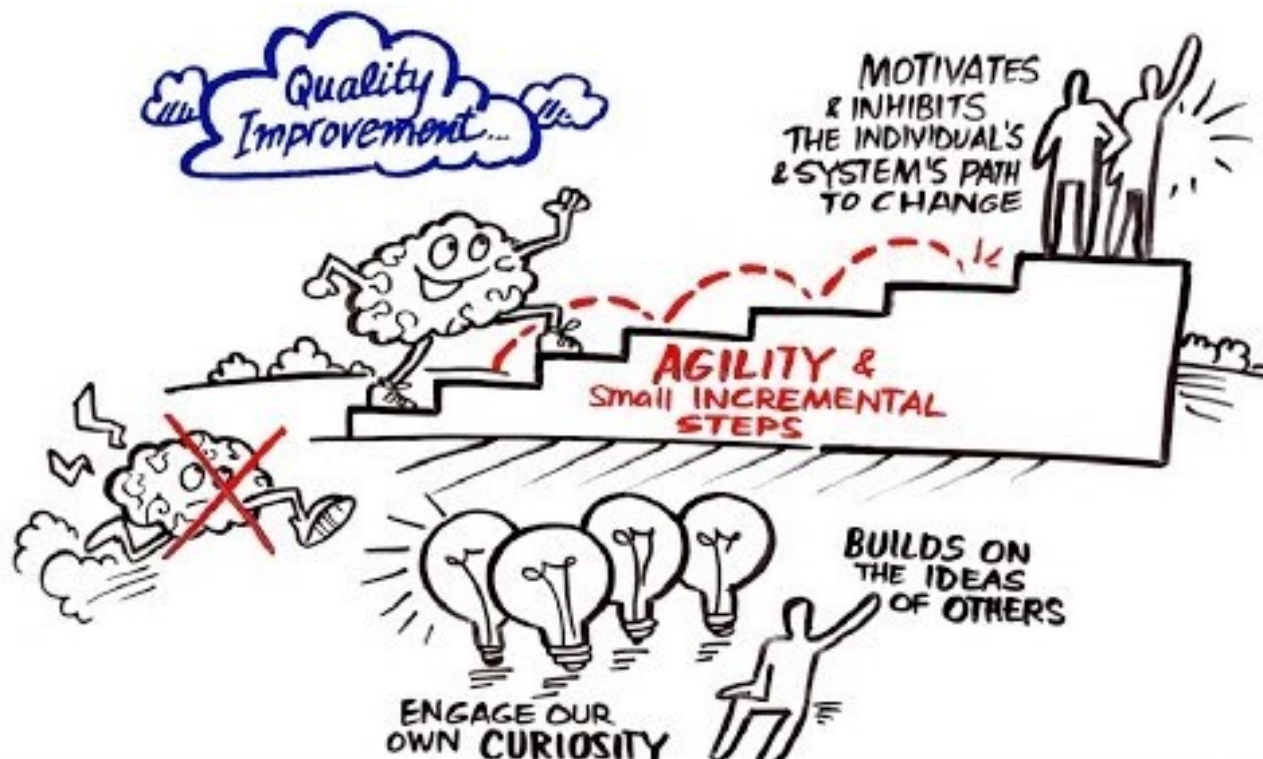 Quality
Improvement...
MOTIVATES
& INHIBITS
THE INDIVIDUAL'S
& SYSTEM'S PATH
TO CHANGE
AGILITY &
Small INCREMENTAL
STEPS
BUILDS ON
THE IDEAS
OF OTHERS
ENGAGE OUR
OWN CURIOSITY